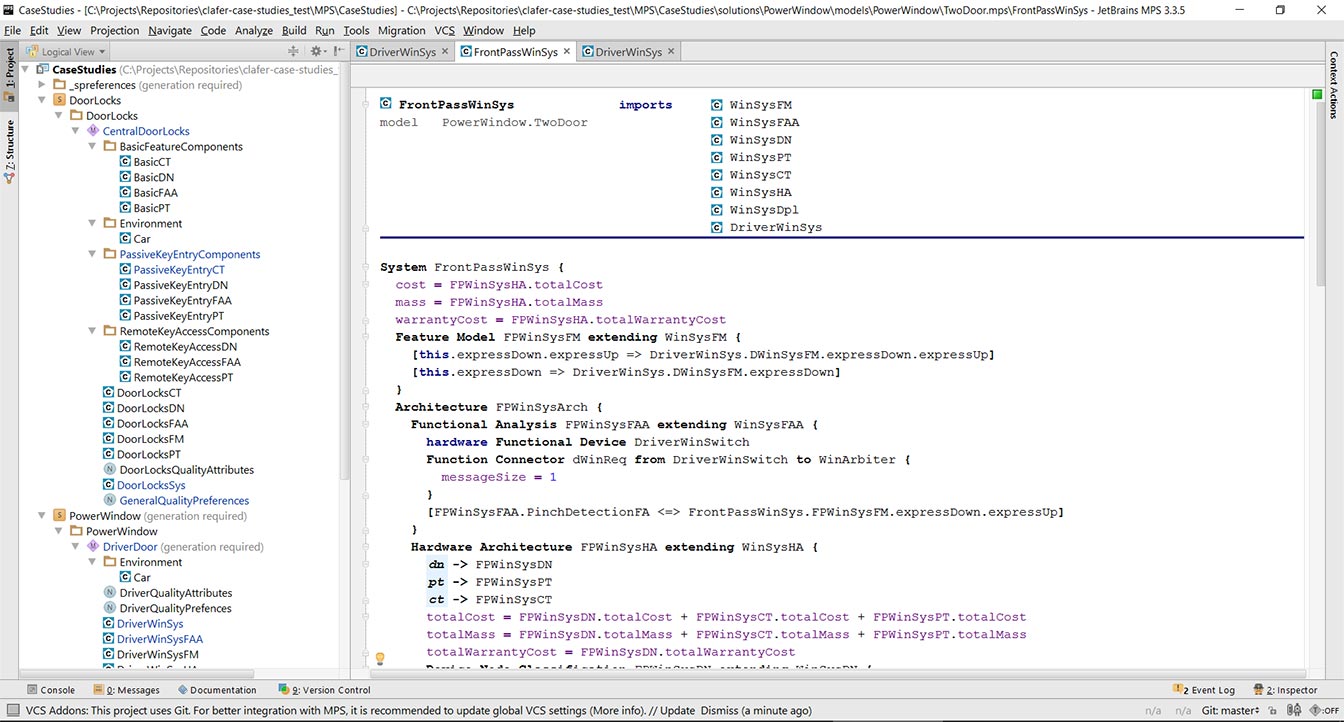 CaseStudies - [C:\Projects\Repositories\clafer-case-studies_test\MPS\CaseStudies] - C:\Projects\Repositories\clafer-case-studies_test\MPS\CaseStudies\solutions\PowerWindow\models\PowerWindow\TwoDoor.mps\FrontPassWinSys - JetBrains MPS 3.3.5
File Edit View Projection Navigate Code Analyze Build Run Tools Migration VCS Window Help
1: Project
Z: Structure
Logical View
CaseStudies (C:\Projects\Repositories\clafer-case-studies_
_spreferences (generation required)
DoorLocks
DoorLocks
CentralDoorLocks
BasicFeatureComponents
BasicCT
BasicDN
BasicFAA
BasicPT
Environment
Car
PassiveKeyEntryComponents
PassiveKeyEntryCT
PassiveKeyEntryDN
PassiveKeyEntryFAA
PassiveKeyEntryPT
RemoteKeyAccessComponents
RemoteKeyAccessDN
RemoteKeyAccessFAA
RemoteKeyAccessPT
DoorLocksCT
DoorLocksDN
DoorLocksFAA
DoorLocksFM
DoorLocksPT
DoorLocksQualityAttributes
DoorLocksSys
GeneralQualityPreferences
PowerWindow (generation required)
PowerWindow
DriverDoor (generation required)
Environment
Car
DriverQualityAttributes
DriverQualityPrefences
DriverWinSys
DriverWinSysFAA
DriverWinSysFM
DriverWinSys FrontPassWinSys DriverWinSys
FrontPassWinSys imports WinSysFM
model PowerWindow.TwoDoor WinSysFAA
WinSysDN
WinSysPT
WinSysCT
WinSysHA
WinSysDpl
DriverWinSys
System FrontPassWinSys {
cost = FPWinSysHA.totalCost
mass = FPWinSysHA.totalMass
warrantyCost = FPWinSysHA.totalWarrantyCost
Feature Model FPWinSysFM extending WinSysFM {
[this.expressDown.expressUp => DriverWinSys.DWinSysFM.expressDown.expressUp]
[this.expressDown => DriverWinSys.DWinSysFM.expressDown]
}
Architecture FPWinSysArch {
Functional Analysis FPWinSysFAA extending WinSysFAA {
hardware Functional Device DriverWinSwitch
Function Connector dWinReq from DriverWinSwitch to WinArbiter {
messageSize = 1
}
[FPWinSysFAA.PinchDetectionFA <=> FrontPassWinSys.FPWinSysFM.expressDown.expressUp]
}
Hardware Architecture FPWinSysHA extending WinSysHA {
dn -> FPWinSysDN
pt -> FPWinSysPT
ct -> FPWinSysCT
totalCost = FPWinSysDN.totalCost + FPWinSysCT.totalCost + FPWinSysPT.totalCost
totalMass = FPWinSysDN.totalMass + FPWinSysCT.totalMass + FPWinSysPT.totalMass
totalWarrantyCost = FPWinSysDN.totalWarrantyCost
Device Node Classification FPWinSysDN extending WinSysDN {
Context Actions
Console 0: Messages Documentation 9: Version Control 2 Event Log 2: Inspector
VCS Addons: This project uses Git. For better integration with MPS, it is recommended to update global VCS settings (More info). // Update Dismiss (a minute ago) n/a n/a Git: master :OFF